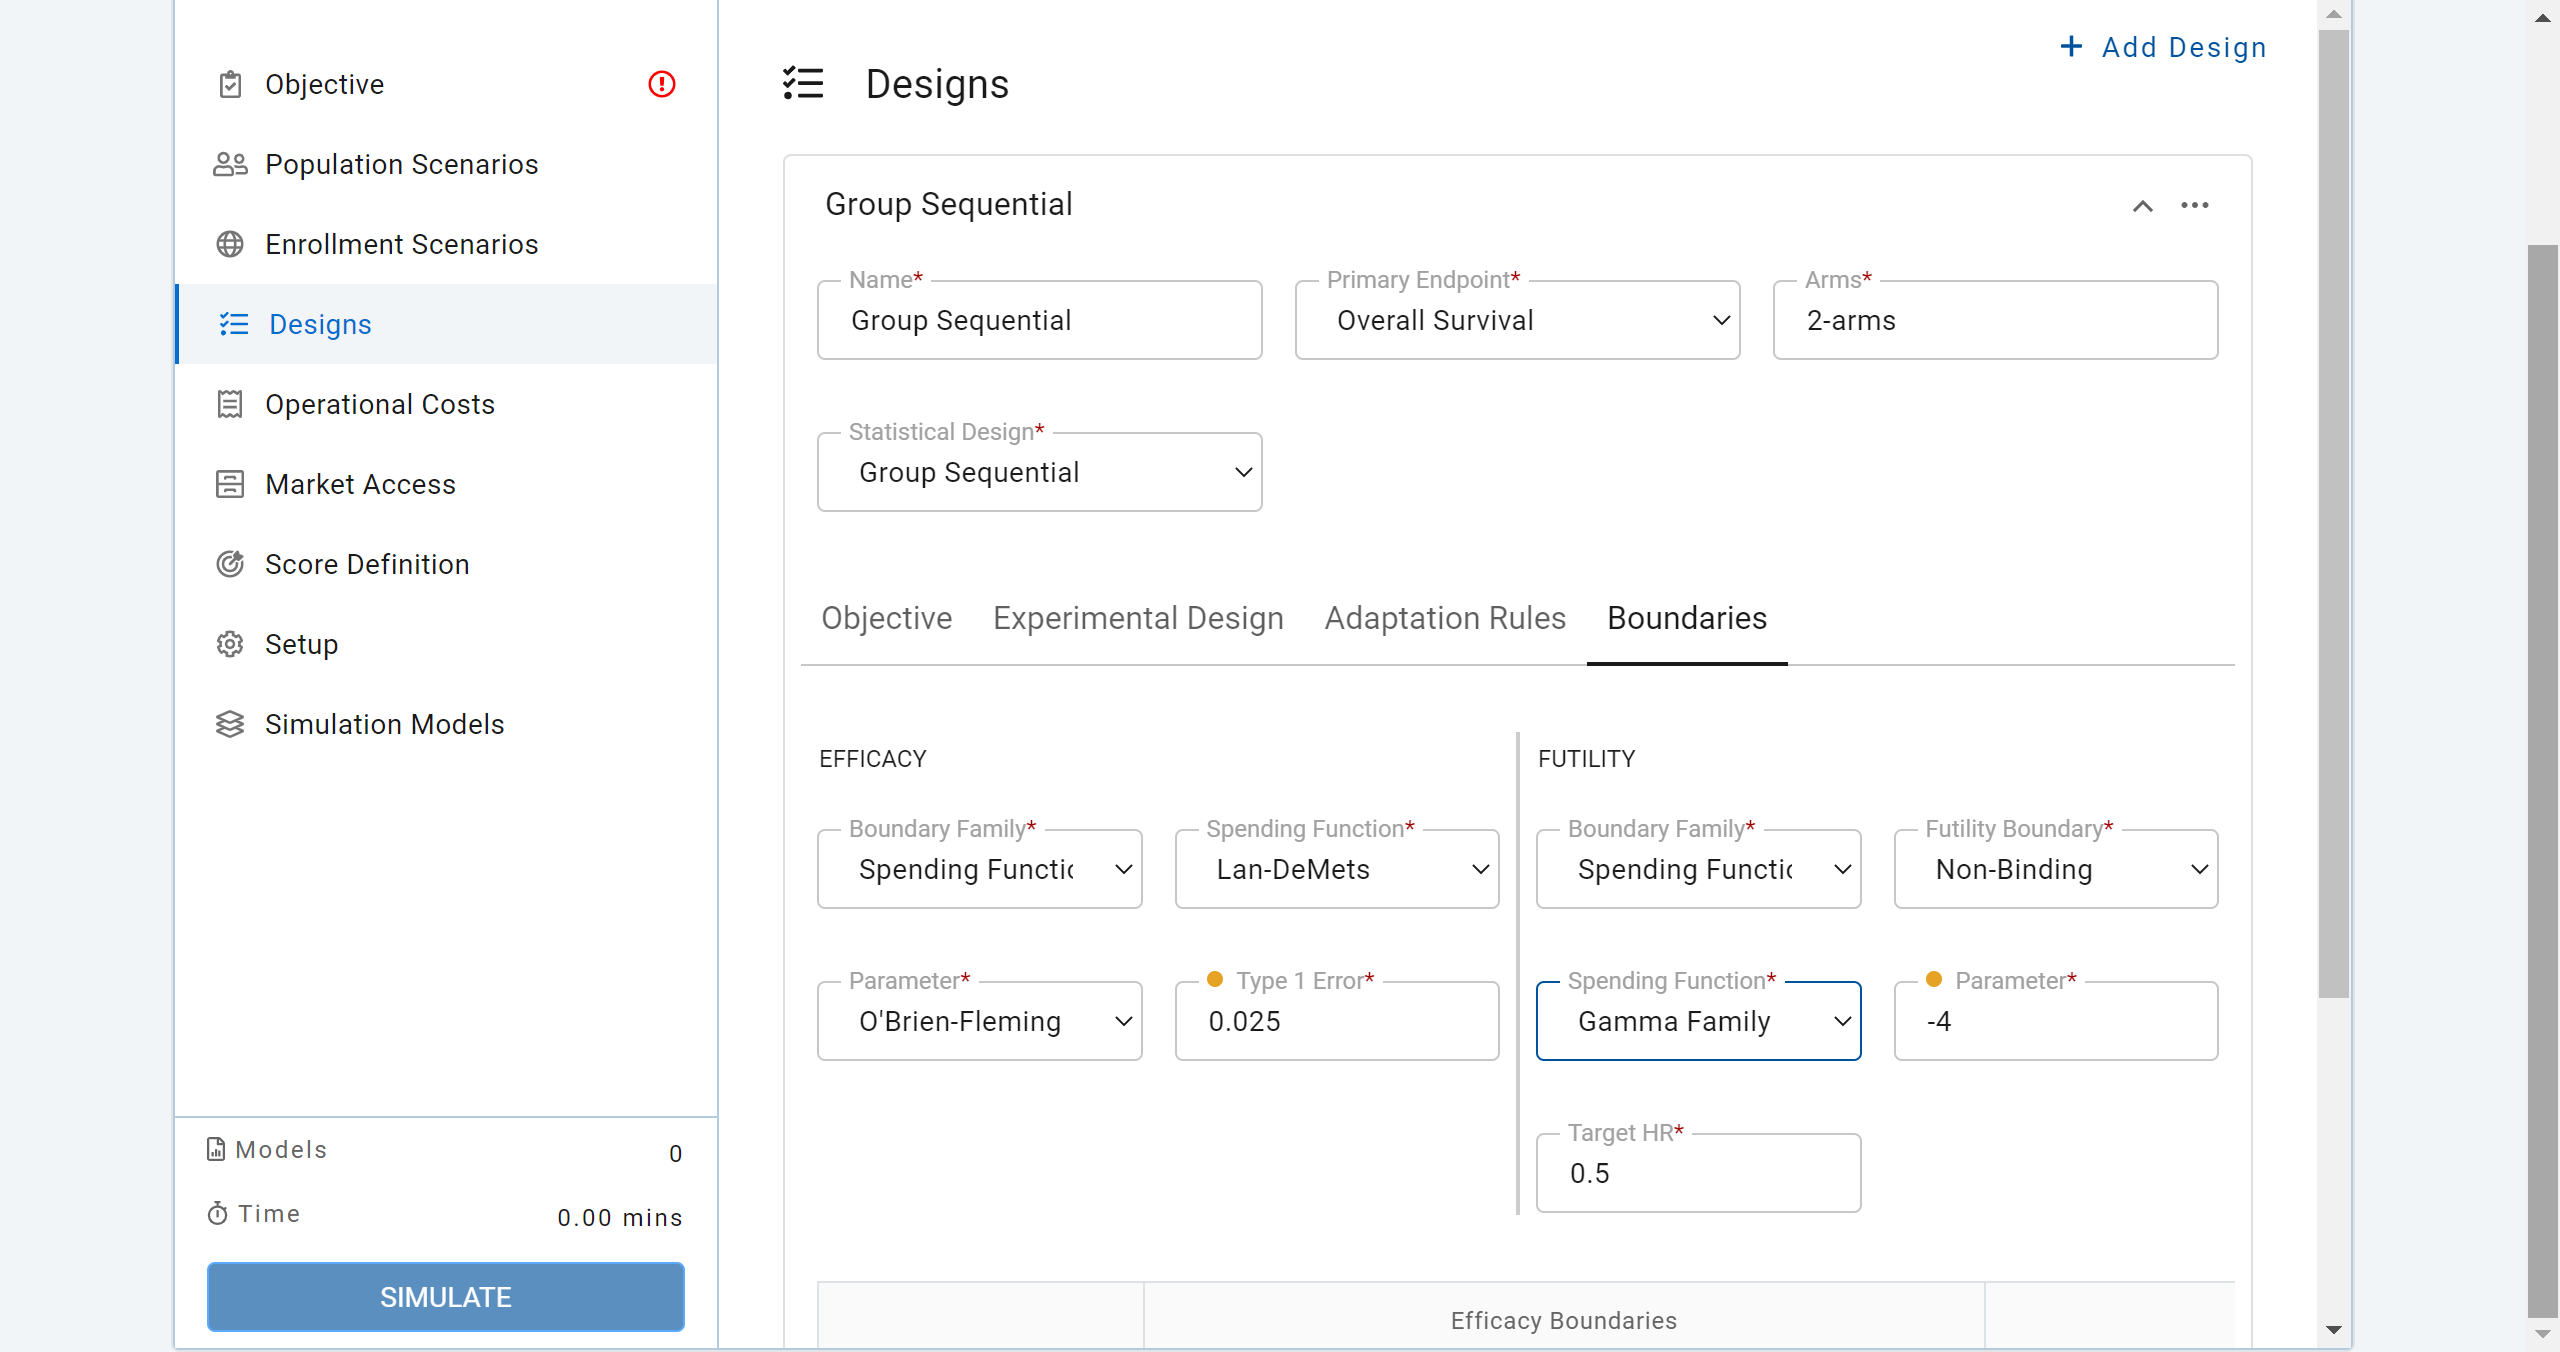 Objective
Population Scenarios
Enrollment Scenarios
Designs
Operational Costs
Market Access
Score Definition
Setup
Simulation Models
Models 0
Time 0.00 mins
SIMULATE
+ Add Design
Designs
Group Sequential
Name* Primary Endpoint* Arms*
Group Sequential Overall Survival 2-arms
Statistical Design*
Group Sequential
Objective Experimental Design Adaptation Rules Boundaries
EFFICACY
Boundary Family* Spending Function*
Spending Functic Lan-DeMets
Parameter* Type 1 Error*
O'Brien-Fleming 0.025
FUTILITY
Boundary Family* Futility Boundary*
Spending Functic Non-Binding
Spending Function* Parameter*
Gamma Family -4
Target HR*
0.5
Efficacy Boundaries